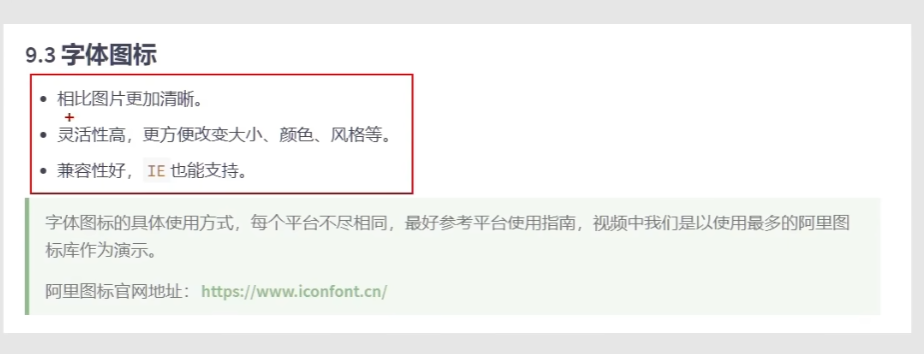 9.3 字体图标
• 相比图片更加清晰。
• 灵活性高，更方便改变大小、颜色、风格等。
• 兼容性好， IE 也能支持。
字体图标的具体使用方式，每个平台不尽相同，最好参考平台使用指南，视频中我们是以使用最多的阿里图
标库作为演示。
阿里图标官网地址： https://www.iconfont.cn/